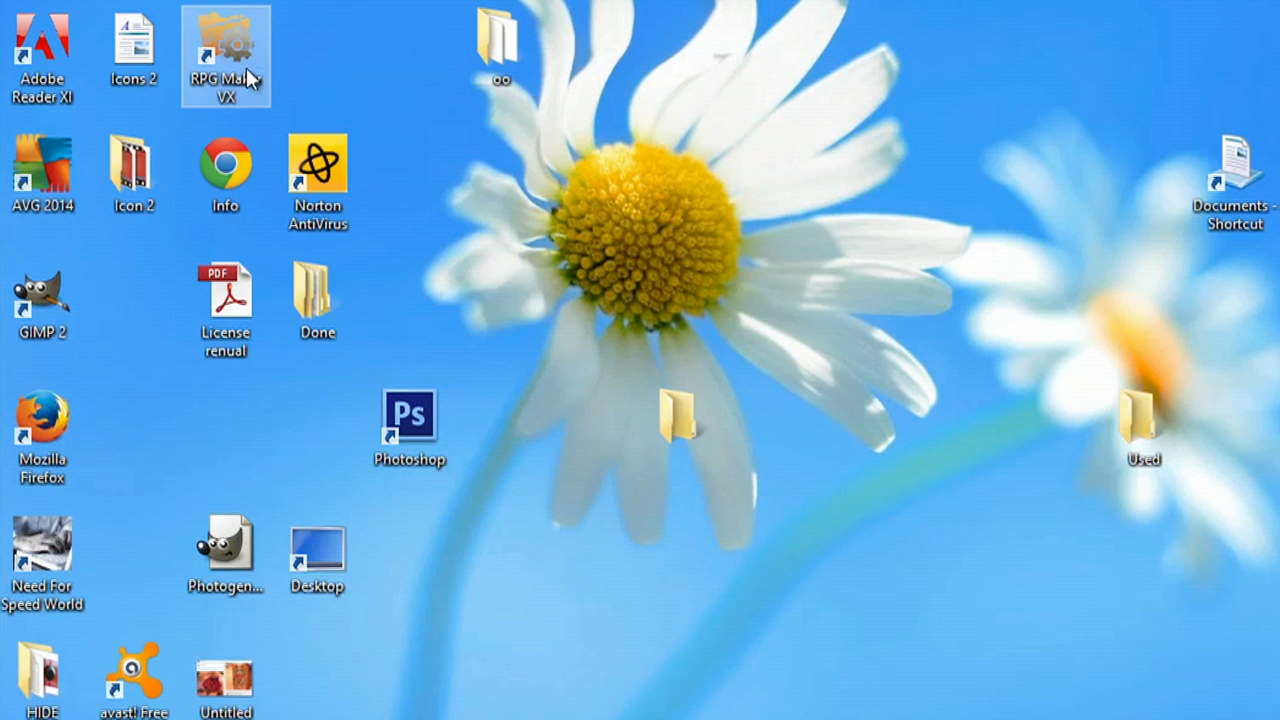 Adobe
Reader XI
Icons 2
RPG Maker
VX
oo
AVG 2014
Icon 2
Info
Norton
AntiVirus
Documents -
Shortcut
GIMP 2
PDF
License
renual
Done
Mozilla
Firefox
Ps
Photoshop
Used
Need For
Speed World
Photogen...
Desktop
HIDE
avast! Free
Untitled